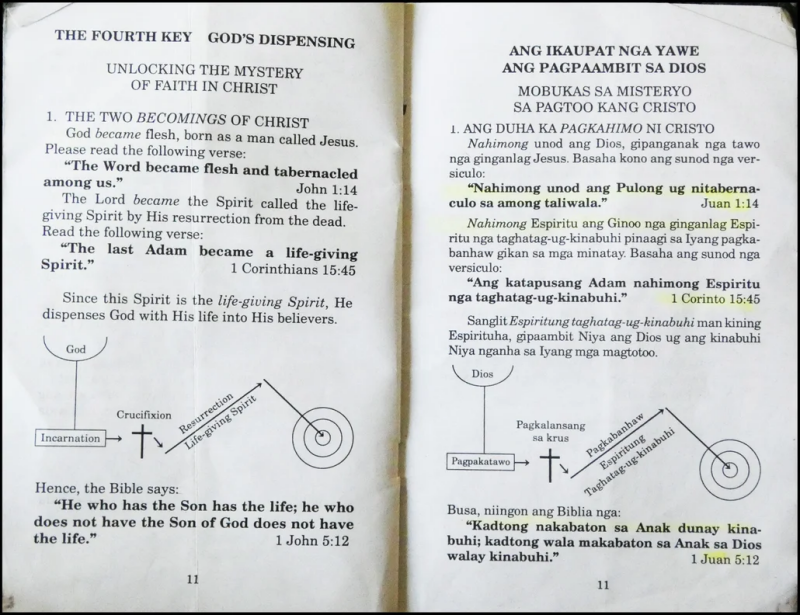 THE FOURTH KEY GOD'S DISPENSING
UNLOCKING THE MYSTERY
OF FAITH IN CHRIST
1. THE TWO BECOMINGS OF CHRIST
God became flesh, born as a man called Jesus.
Please read the following verse:
“The Word became flesh and tabernacled
among us.” John 1:14
The Lord became the Spirit called the life-
giving Spirit by His resurrection from the dead.
Read the following verse:
“The last Adam became a life-giving
Spirit.” 1 Corinthians 15:45
Since this Spirit is the life-giving Spirit, He
dispenses God with His life into His believers.
God
Incarnation
Crucifixion
Resurrection
Life-giving Spirit
Hence, the Bible says:
“He who has the Son has the life; he who
does not have the Son of God does not have
the life.” 1 John 5:12
11
ANG IKAUPAT NGA YAWE
ANG PAGPAAMBIT SA DIOS
MOBUKAS SA MISTERYO
SA PAGTOO KANG CRISTO
1. ANG DUHA KA PAGKAHIMO NI CRISTO
Nahimong unod ang Dios, gipanganak nga tawo
nga ginganlag Jesus. Basaha kono ang sunod nga ver-
siculo:
“Nahimong unod ang Pulong ug nitaberna-
culo sa among taliwala.” Juan 1:14
Nahimong Espiritu ang Ginoo nga ginganlag Espi-
ritu nga taghatag-ug-kinabuhi pinaagi sa Iyang pagka-
banhaw gikan sa mga minatay. Basaha ang sunod nga
versiculo:
“Ang katapusang Adam nahimong Espiritu
nga taghatag-ug-kinabuhi.” 1 Corinto 15:45
Sanglit Espiritung taghatag-ug-kinabuhi man kining
Espirituha, gipaambit Niya ang Dios ug ang kinabuhi
Niya nganha sa Iyang mga magtotoo.
Dios
Pagpakatawo
Pagkalansang
sa krus
Pagkabanhaw
Espiritung
Taghatag-ug-kinabuhi
Busa, niingon ang Biblia nga:
“Kadtong nakabaton sa Anak dunay kina-
buhi; kadtong wala makabaton sa Anak sa Dios
walay kinabuhi.” 1 Juan 5:12
11